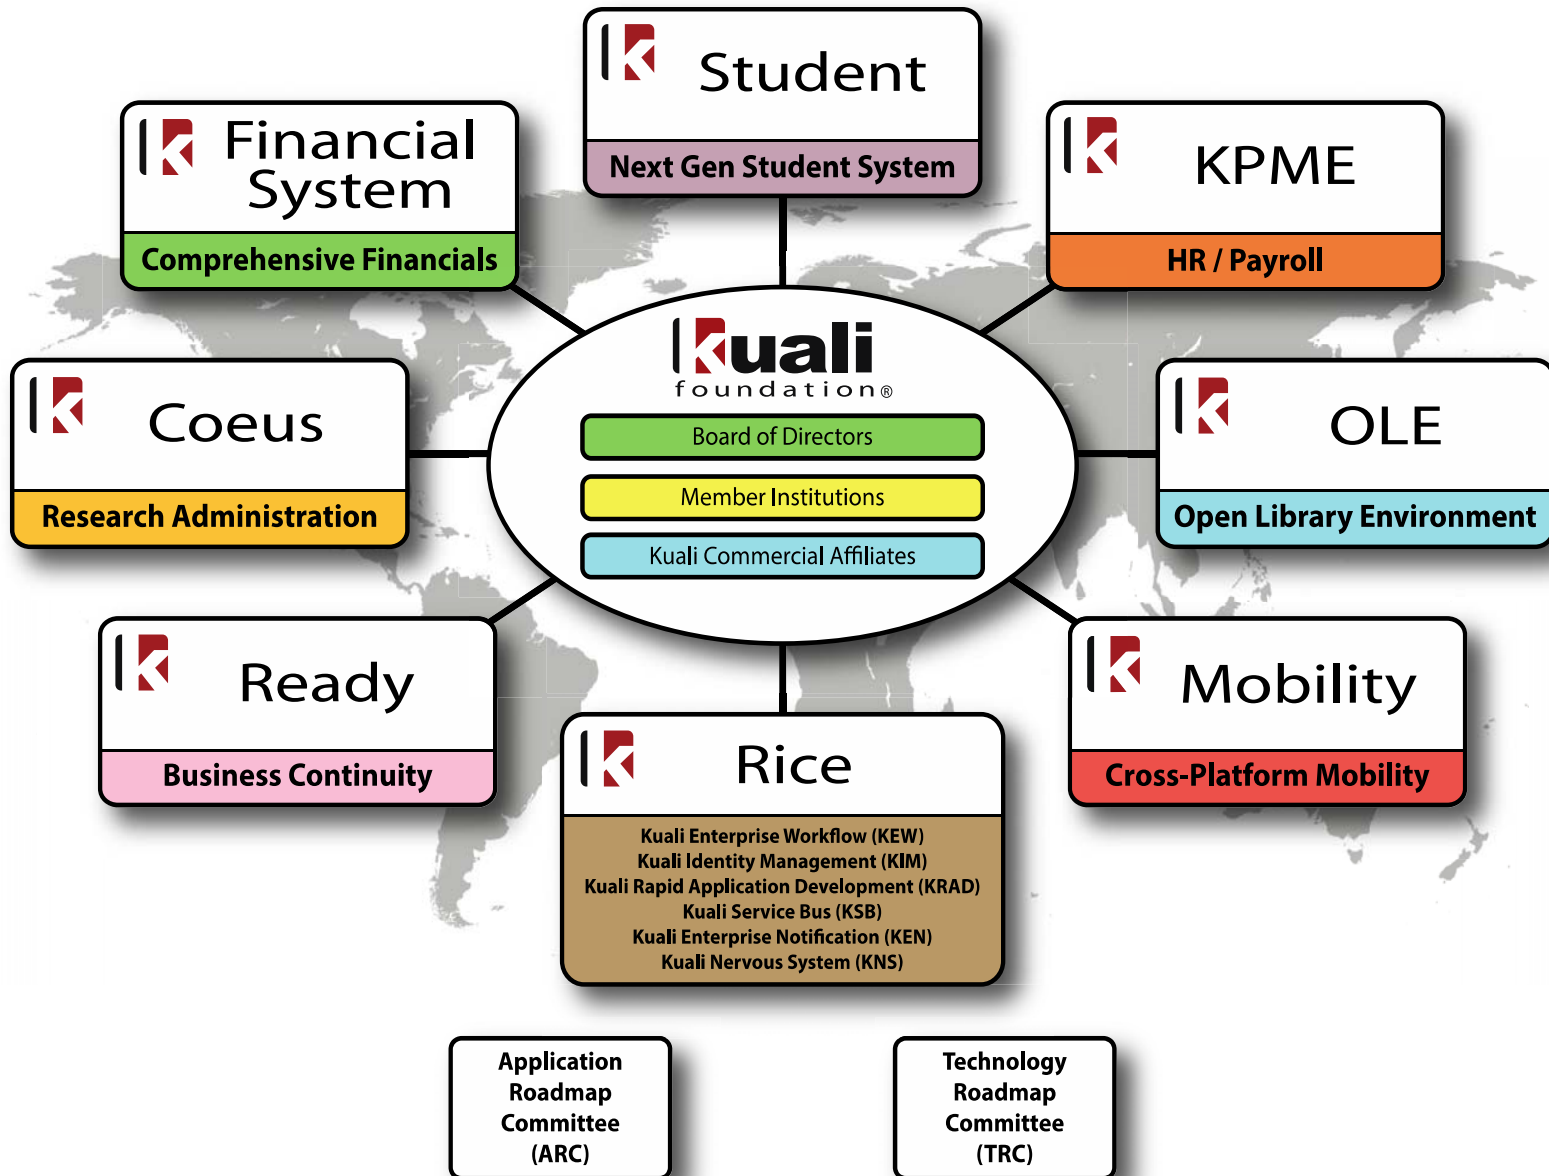 Student
Next Gen Student System
Financial
System
Comprehensive Financials
KPME
HR / Payroll
kuali
foundation®
Board of Directors
Member Institutions
Kuali Commercial Affiliates
Coeus
Research Administration
OLE
Open Library Environment
Ready
Business Continuity
Mobility
Cross-Platform Mobility
Rice
Kuali Enterprise Workflow (KEW)
Kuali Identity Management (KIM)
Kuali Rapid Application Development (KRAD)
Kuali Service Bus (KSB)
Kuali Enterprise Notification (KEN)
Kuali Nervous System (KNS)
Application
Roadmap
Committee
(ARC)
Technology
Roadmap
Committee
(TRC)